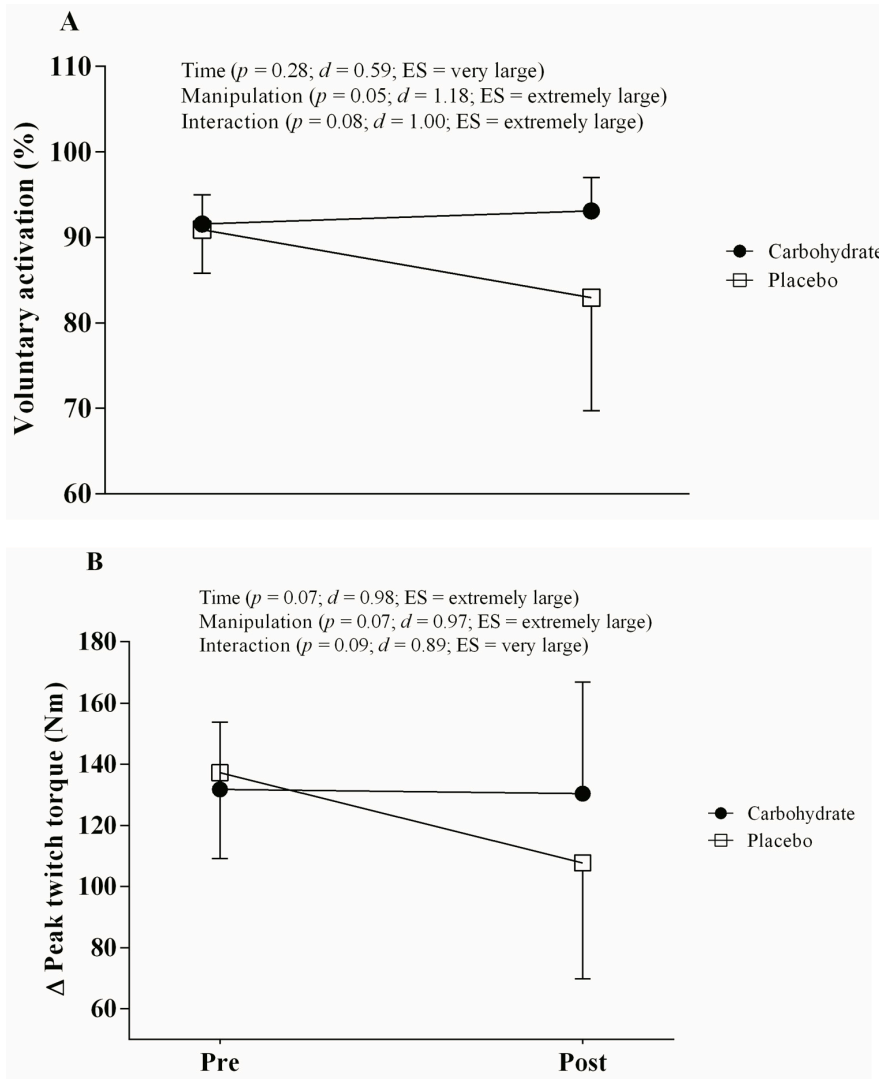 A
Time (p = 0.28; d = 0.59; ES = very large)
Manipulation (p = 0.05; d = 1.18; ES = extremely large)
Interaction (p = 0.08; d = 1.00; ES = extremely large)
110
100
90
80
70
60
Voluntary activation (%)
Carbohydrate
Placebo
B
Time (p = 0.07; d = 0.98; ES = extremely large)
Manipulation (p = 0.07; d = 0.97; ES = extremely large)
Interaction (p = 0.09; d = 0.89; ES = very large)
180
160
140
120
100
80
60
Δ Peak twitch torque (Nm)
Carbohydrate
Placebo
Pre
Post